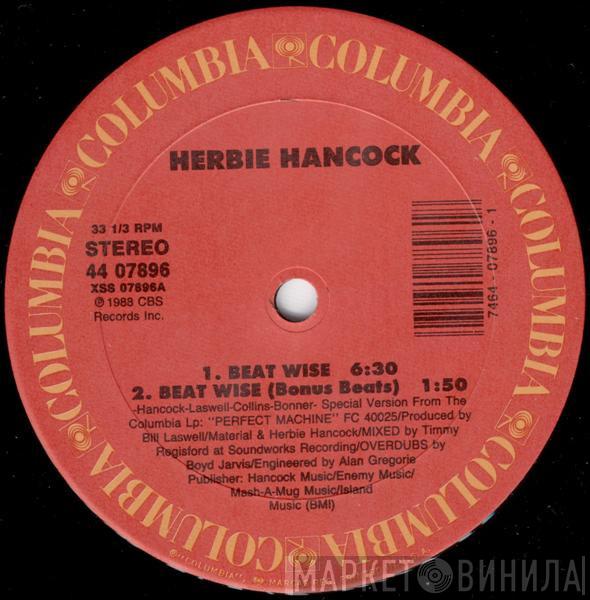 COLUMBIA COLUMBIA COLUMBIA COLUMBIA COLUMBIA COLUMBIA
HERBIE HANCOCK
33 1/3 RPM
STEREO
44 07896
XSS 07896A
℗ 1988 CBS
Records Inc.
7464 - 07896 - 1
1. BEAT WISE 6:30
2. BEAT WISE (Bonus Beats) 1:50
-Hancock-Laswell-Collins-Bonner- Special Version From The
Columbia Lp: "PERFECT MACHINE" FC 40025/Produced by
Bill Laswell/Material & Herbie Hancock/MIXED by Timmy
Regisford at Soundworks Recording/OVERDUBS by
Boyd Jarvis/Engineered by Alan Gregorie
Publisher: Hancock Music/Enemy Music/
Mash-A-Mug Music/Island
Music (BMI)
"COLUMBIA",
МАРКЕТ ВИНИЛА